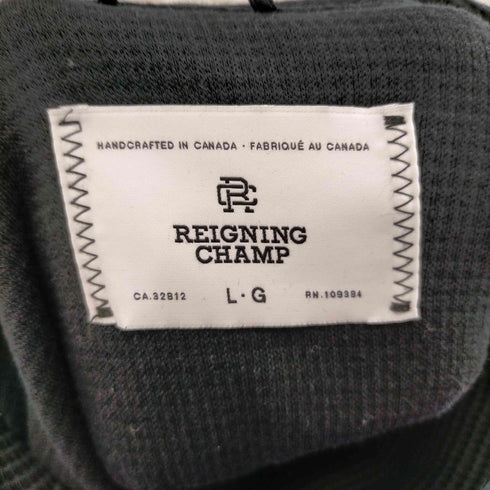 HANDCRAFTED IN CANADA · FABRIQUÉ AU CANADA
RC
REIGNING
CHAMP
CA.32812 L·G RN.109394